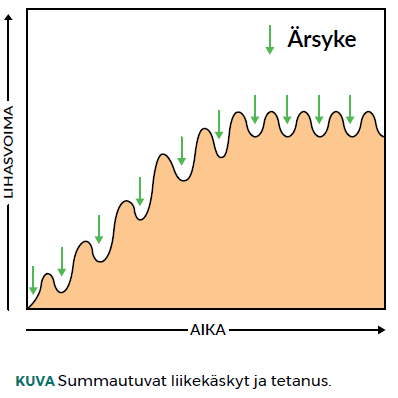 Ärsyke
LIHASVOIMA
AIKA
KUVA Summautuvat liikekäskyt ja tetanus.